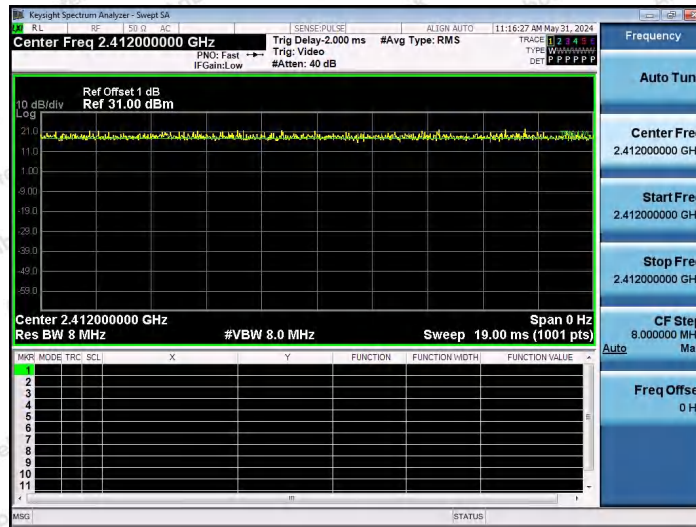 Keysight Spectrum Analyzer - Swept SA
RL RF 50 Ω AC SENSE:PULSE ALIGN AUTO 11:16:27 AM May 31, 2024
Center Freq 2.412000000 GHz
PNO: Fast
IFGain:Low
Trig Delay-2.000 ms
Trig: Video
#Atten: 40 dB
#Avg Type: RMS
TRACE 1 2 3 4 5 6
TYPE W
DET P P P P P P
Ref Offset 1 dB
10 dB/div Ref 31.00 dBm
Log
21.0
11.0
1.00
-9.00
-19.0
-29.0
-39.0
-49.0
-59.0
Center 2.412000000 GHz Span 0 Hz
Res BW 8 MHz #VBW 8.0 MHz Sweep 19.00 ms (1001 pts)
MKR MODE TRC SCL X Y FUNCTION FUNCTION WIDTH FUNCTION VALUE
1
2
3
4
5
6
7
8
9
10
11
MSG STATUS
Frequency
Auto Tun
Center Fre
2.412000000 GH
Start Fre
2.412000000 GH
Stop Fre
2.412000000 GH
CF Ste
8.000000 MH
Auto Ma
Freq Offse
0 H